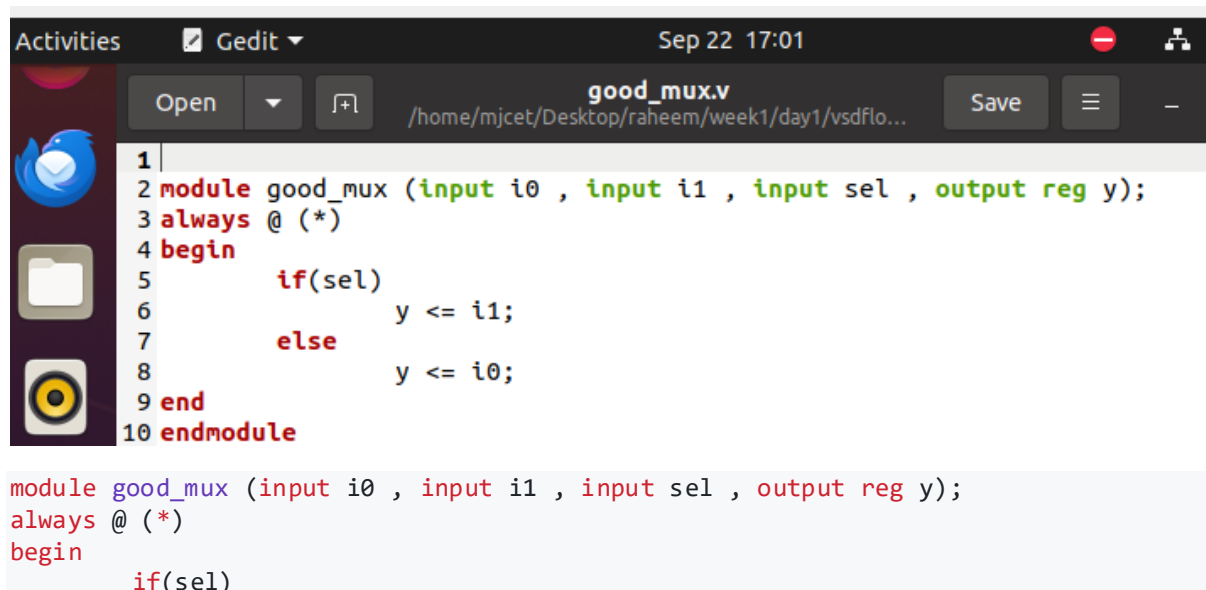 Activities Gedit Sep 22 17:01
Open good_mux.v Save
/home/mjcet/Desktop/raheem/week1/day1/vsdflo...
1
2 module good_mux (input i0 , input i1 , input sel , output reg y);
3 always @ (*)
4 begin
5 if(sel)
6 y <= i1;
7 else
8 y <= i0;
9 end
10 endmodule
module good_mux (input i0 , input i1 , input sel , output reg y);
always @ (*)
begin
if(sel)